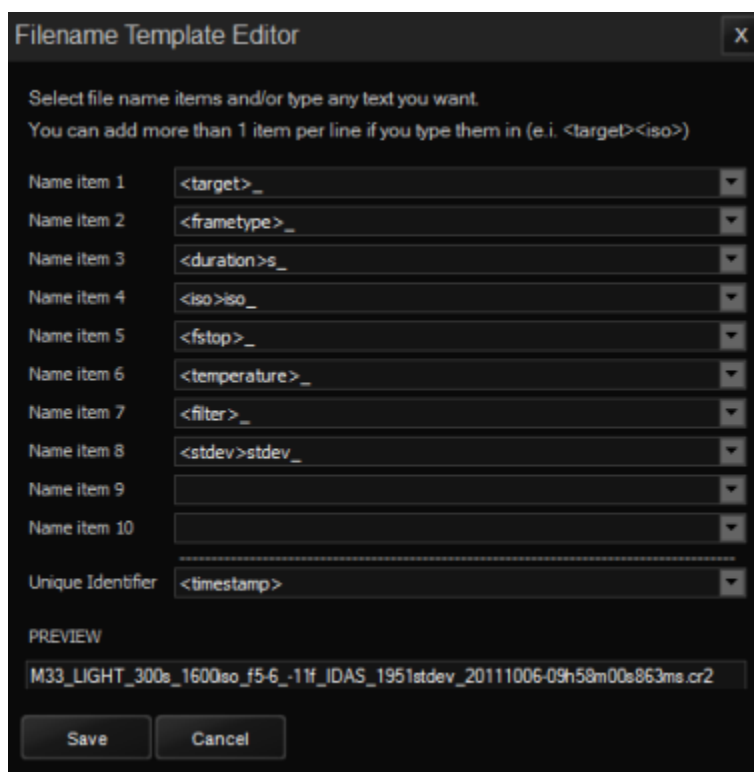 Filename Template Editor
X
Select file name items and/or type any text you want.
You can add more than 1 item per line if you type them in (e.i. <target><iso>)
Name item 1 <target>_
Name item 2 <frametype>_
Name item 3 <duration>s_
Name item 4 <iso>iso_
Name item 5 <fstop>_
Name item 6 <temperature>_
Name item 7 <filter>_
Name item 8 <stdev>stdev_
Name item 9
Name item 10
Unique Identifier <timestamp>
PREVIEW
M33_LIGHT_300s_1600iso_f5-6_-11f_IDAS_1951stdev_20111006-09h58m00s863ms.cr2
Save Cancel